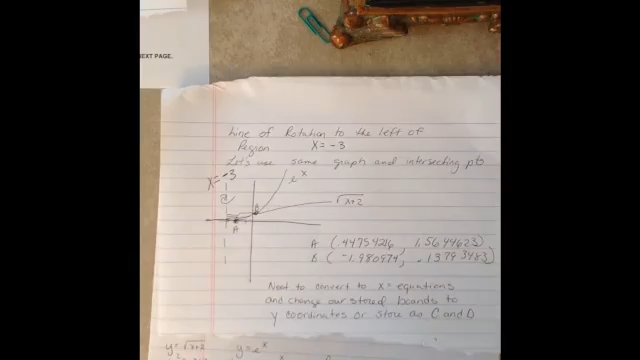 NEXT PAGE.
Line of Rotation to the left of
Region X = -3
Let's use same graph and intersecting pts
X = -3
e^x
√x+2
B
A
A (.44754216, 1.5644623)
B (-1.980974, .13793483)
Need to convert to X = equations
and change our stored bounds to
y coordinates or store as C and D
y = √x+2 y = e^x